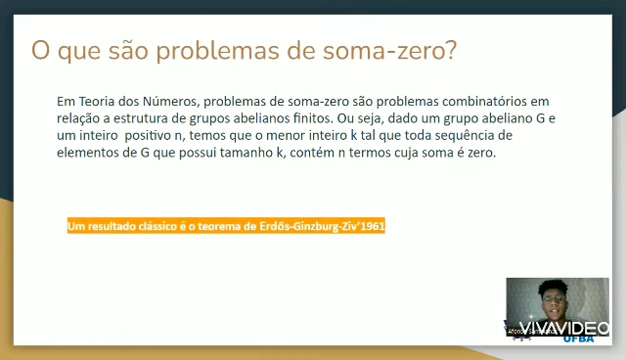 O que são problemas de soma-zero?
Em Teoria dos Números, problemas de soma-zero são problemas combinatórios em
relação a estrutura de grupos abelianos finitos. Ou seja, dado um grupo abeliano G e
um inteiro positivo n, temos que o menor inteiro k tal que toda sequência de
elementos de G que possui tamanho k, contém n termos cuja soma é zero.
Um resultado clássico é o teorema de Erdős-Ginzburg-Ziv'1961
VIVAVIDEO
UFBA